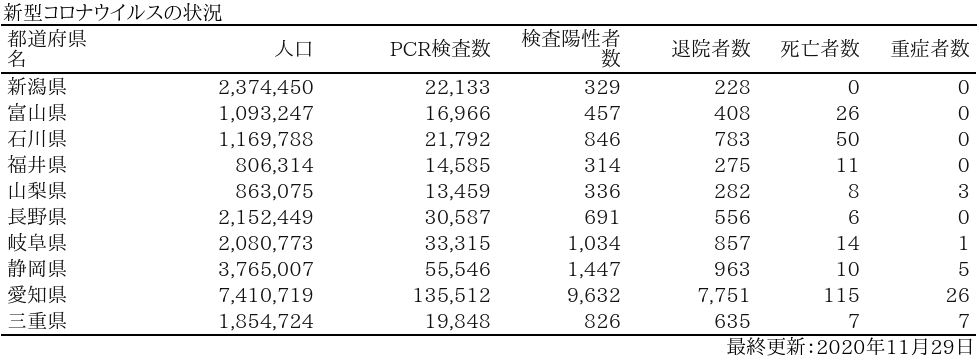 新型コロナウイルスの状況
都道府県名 人口 PCR検査数 検査陽性者数 退院者数 死亡者数 重症者数
新潟県 2,374,450 22,133 329 228 0 0
富山県 1,093,247 16,966 457 408 26 0
石川県 1,169,788 21,792 846 783 50 0
福井県 806,314 14,585 314 275 11 0
山梨県 863,075 13,459 336 282 8 3
長野県 2,152,449 30,587 691 556 6 0
岐阜県 2,080,773 33,315 1,034 857 14 1
静岡県 3,765,007 55,546 1,447 963 10 5
愛知県 7,410,719 135,512 9,632 7,751 115 26
三重県 1,854,724 19,848 826 635 7 7
最終更新：2020年11月29日